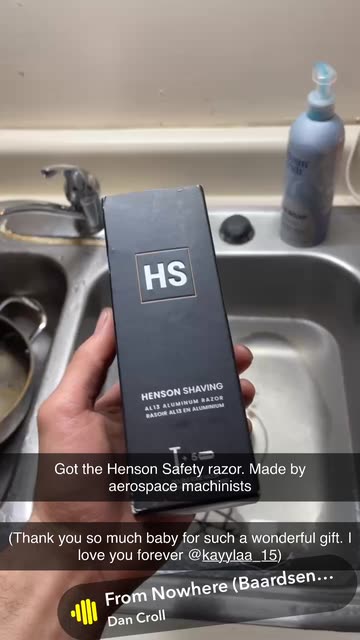 HS
HENSON SHAVING
AL13 ALUMINUM RAZOR
RASOIR AL13 EN ALUMINIUM
Got the Henson Safety razor. Made by
aerospace machinists
(Thank you so much baby for such a wonderful gift. I
love you forever @kayylaa_15)
From Nowhere (Baardsen...
Dan Croll